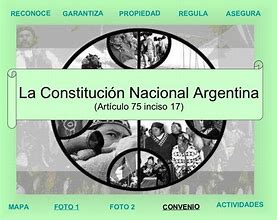 RECONOCE GARANTIZA PROPIEDAD REGULA ASEGURA
La Constitución Nacional Argentina
(Artículo 75 inciso 17)
MAPA FOTO 1 FOTO 2 CONVENIO ACTIVIDADES